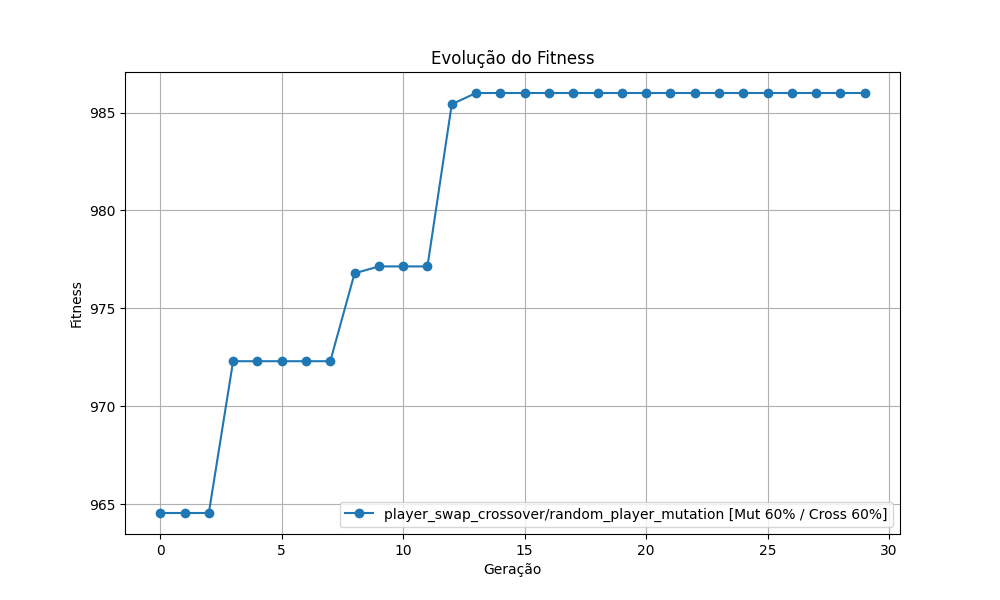 Evolução do Fitness
985
980
975
970
965
Fitness
player_swap_crossover/random_player_mutation [Mut 60% / Cross 60%]
0 5 10 15 20 25 30
Geração